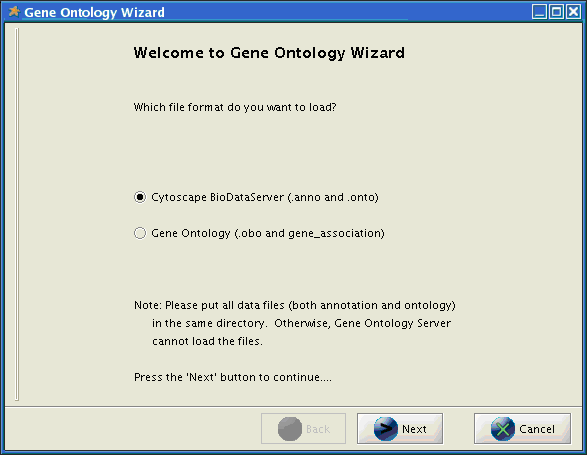 Gene Ontology Wizard
Welcome to Gene Ontology Wizard
Which file format do you want to load?
Cytoscape BioDataServer (.anno and .onto)
Gene Ontology (.obo and gene_association)
Note: Please put all data files (both annotation and ontology)
in the same directory. Otherwise, Gene Ontology Server
cannot load the files.
Press the 'Next' button to continue....
Back
Next
Cancel